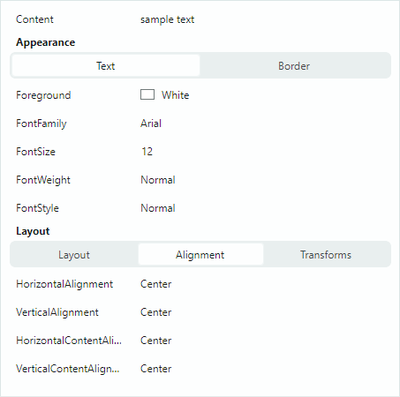 Content sample text
Appearance
Text Border
Foreground White
FontFamily Arial
FontSize 12
FontWeight Normal
FontStyle Normal
Layout
Layout Alignment Transforms
HorizontalAlignment Center
VerticalAlignment Center
HorizontalContentAli... Center
VerticalContentAlign... Center